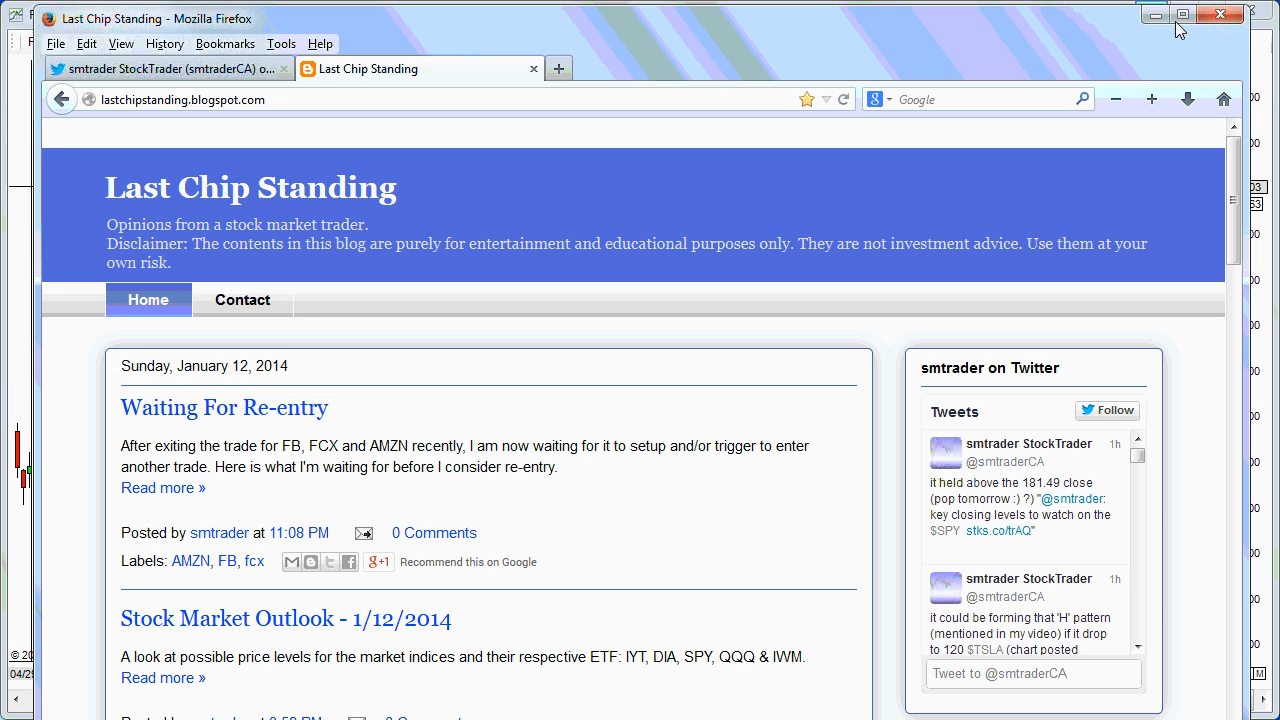 Last Chip Standing - Mozilla Firefox
File Edit View History Bookmarks Tools Help
smtrader StockTrader (smtraderCA) o...
Last Chip Standing
lastchipstanding.blogspot.com
Google
Last Chip Standing
Opinions from a stock market trader.
Disclaimer: The contents in this blog are purely for entertainment and educational purposes only. They are not investment advice. Use them at your
own risk.
Home
Contact
Sunday, January 12, 2014
Waiting For Re-entry
After exiting the trade for FB, FCX and AMZN recently, I am now waiting for it to setup and/or trigger to enter
another trade. Here is what I'm waiting for before I consider re-entry.
Read more »
Posted by smtrader at 11:08 PM 0 Comments
Labels: AMZN, FB, fcx
g+1 Recommend this on Google
Stock Market Outlook - 1/12/2014
A look at possible price levels for the market indices and their respective ETF: IYT, DIA, SPY, QQQ & IWM.
Read more »
smtrader on Twitter
Tweets
Follow
smtrader StockTrader 1h
@smtraderCA
it held above the 181.49 close
(pop tomorrow :) ?) "@smtrader:
key closing levels to watch on the
$SPY stks.co/trAQ"
smtrader StockTrader 1h
@smtraderCA
it could be forming that 'H' pattern
(mentioned in my video) if it drop
to 120 $TSLA (chart posted
Tweet to @smtraderCA